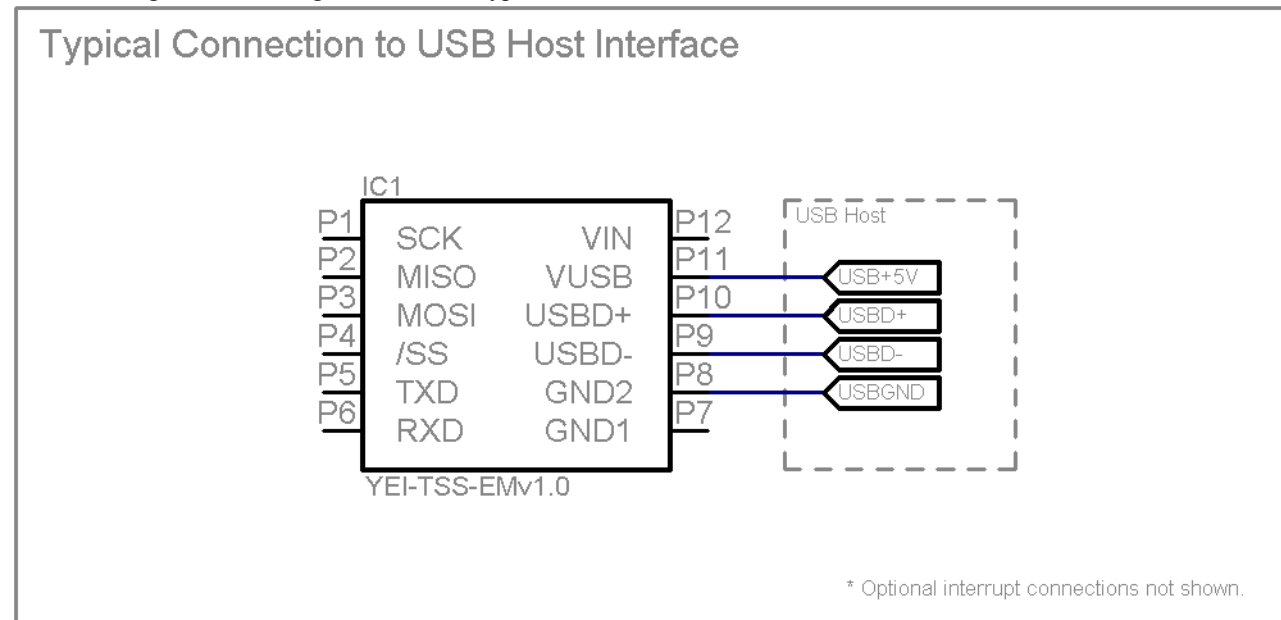 Typical Connection to USB Host Interface
IC1
P1 SCK VIN P12 USB Host
P2 MISO VUSB P11 USB+5V
P3 MOSI USBD+ P10 USBD+
P4 /SS USBD- P9 USBD-
P5 TXD GND2 P8 USBGND
P6 RXD GND1 P7
YEI-TSS-EMv1.0
* Optional interrupt connections not shown.